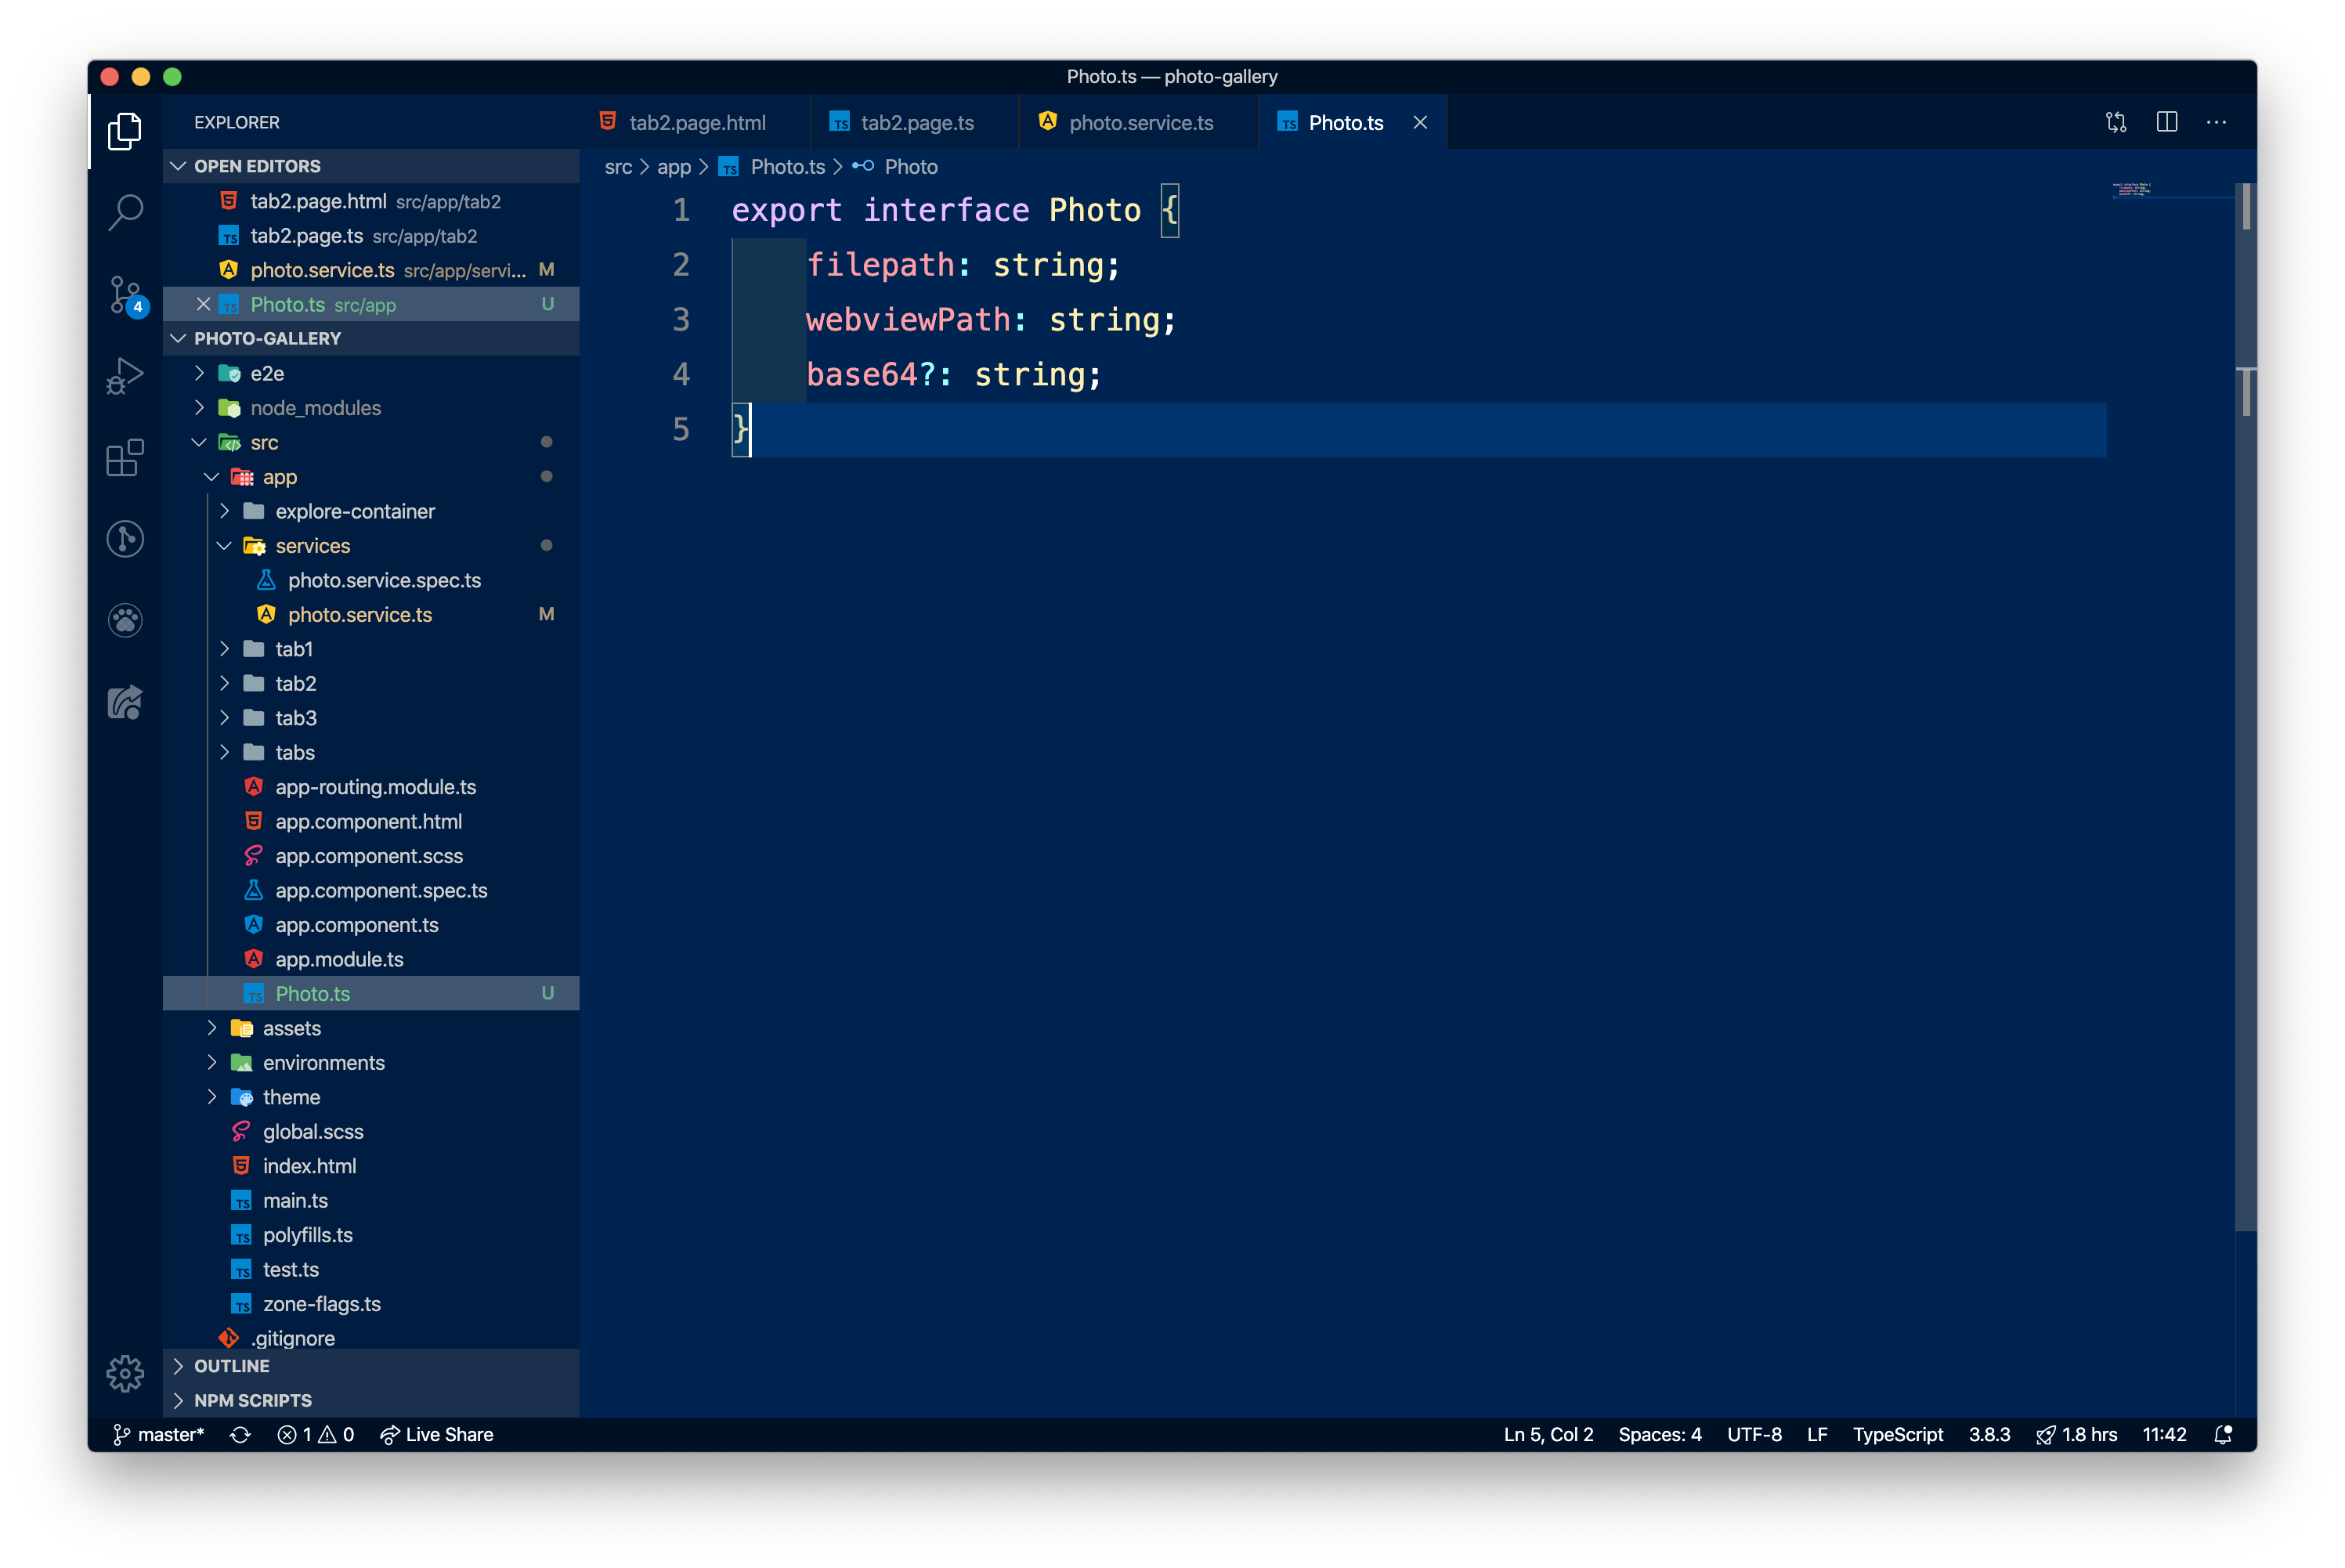 Photo.ts — photo-gallery
EXPLORER
tab2.page.html
tab2.page.ts
photo.service.ts
Photo.ts
OPEN EDITORS
tab2.page.html src/app/tab2
tab2.page.ts src/app/tab2
photo.service.ts src/app/servi... M
Photo.ts src/app U
PHOTO-GALLERY
e2e
node_modules
src
app
explore-container
services
photo.service.spec.ts
photo.service.ts M
tab1
tab2
tab3
tabs
app-routing.module.ts
app.component.html
app.component.scss
app.component.spec.ts
app.component.ts
app.module.ts
Photo.ts U
assets
environments
theme
global.scss
index.html
main.ts
polyfills.ts
test.ts
zone-flags.ts
.gitignore
OUTLINE
NPM SCRIPTS
4
src > app > TS Photo.ts > Photo
1 export interface Photo {
2 filepath: string;
3 webviewPath: string;
4 base64?: string;
5 }
master* 1 0 Live Share
Ln 5, Col 2 Spaces: 4 UTF-8 LF TypeScript 3.8.3 1.8 hrs 11:42